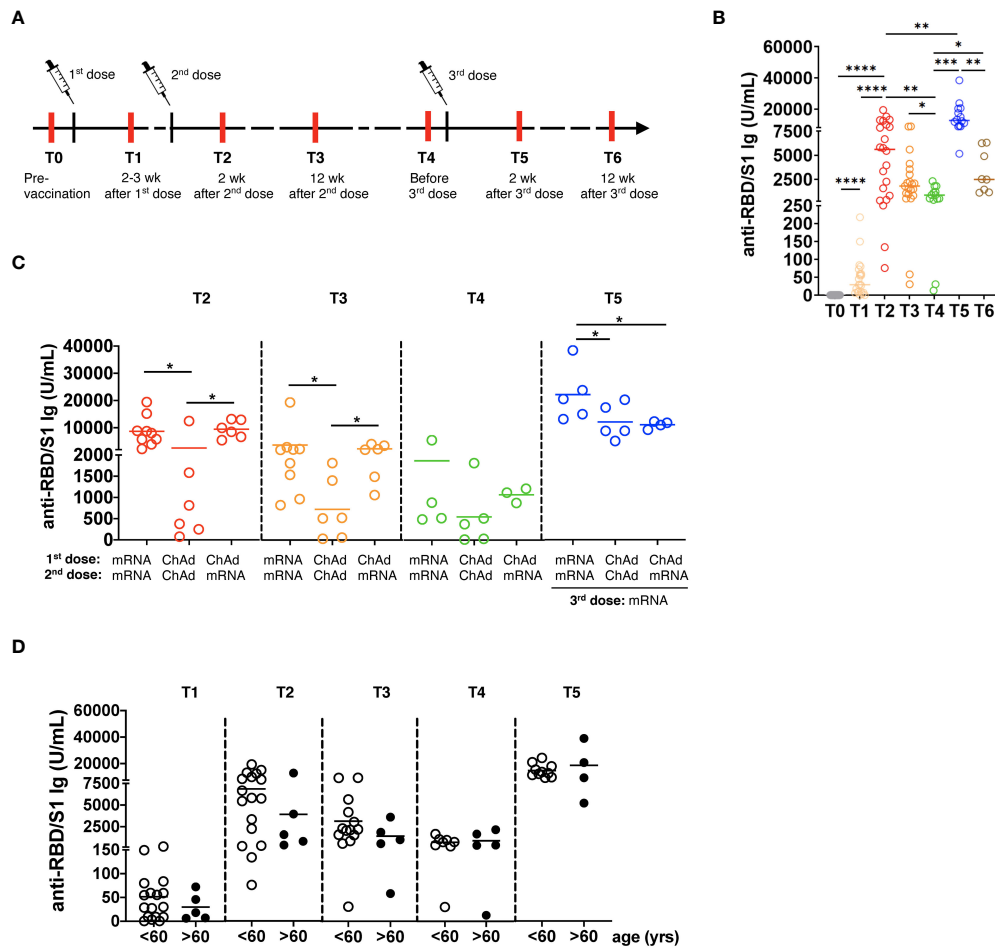 A
1st dose
2nd dose
3rd dose
T0 T1 T2 T3 T4 T5 T6
Pre-vaccination
2-3 wk after 1st dose
2 wk after 2nd dose
12 wk after 2nd dose
Before 3rd dose
2 wk after 3rd dose
12 wk after 3rd dose
B
anti-RBD/S1 Ig (U/mL)
60000
40000
20000
7500
5000
2500
250
200
150
100
50
0
**
*
**** *** **
**** **
*
****
T0 T1 T2 T3 T4 T5 T6
C
T2 T3 T4 T5
anti-RBD/S1 Ig (U/mL)
40000
30000
20000
10000
2000
1500
1000
500
0
* * * * * *
1st dose: mRNA ChAd ChAd mRNA ChAd ChAd mRNA ChAd ChAd mRNA ChAd ChAd
2nd dose: mRNA ChAd mRNA mRNA ChAd mRNA mRNA ChAd mRNA mRNA ChAd mRNA
3rd dose: mRNA
D
T1 T2 T3 T4 T5
anti-RBD/S1 Ig (U/mL)
60000
40000
20000
7500
5000
2500
150
100
50
0
<60 >60 <60 >60 <60 >60 <60 >60 <60 >60 age (yrs)